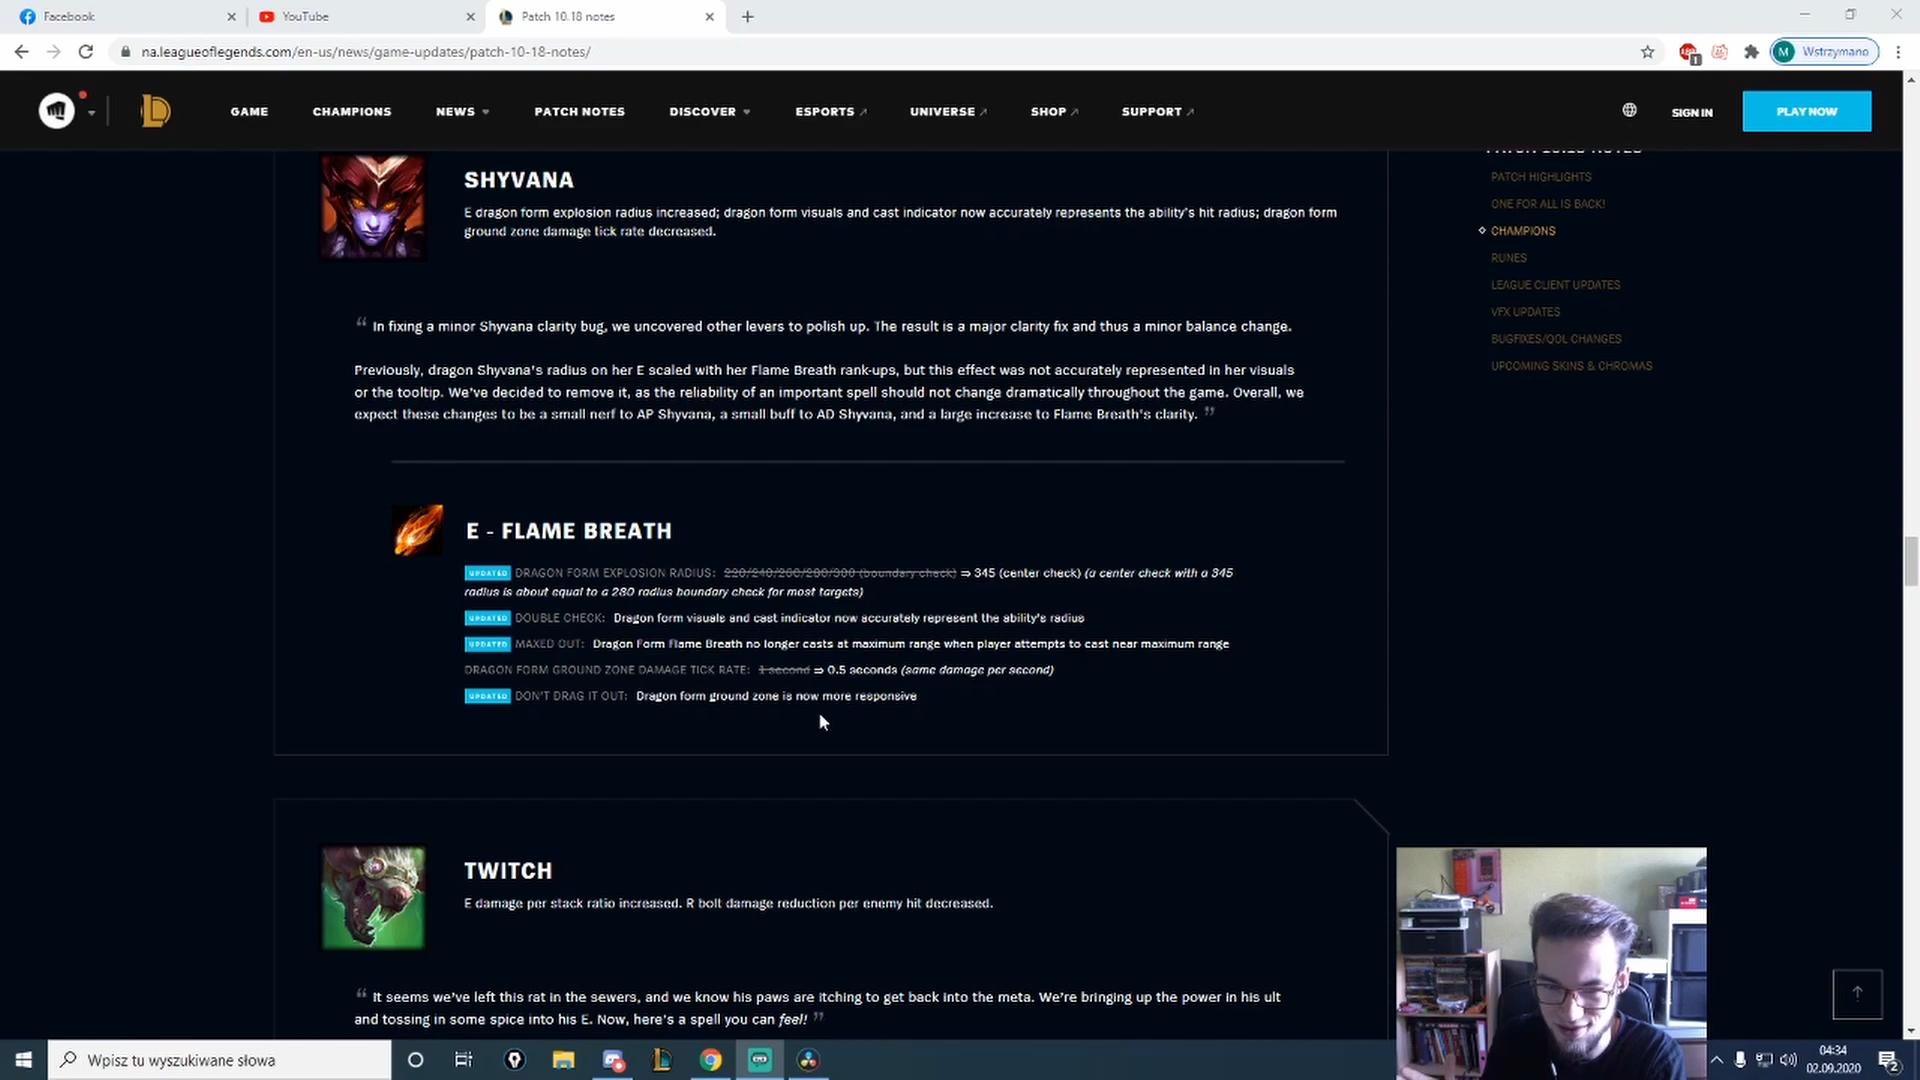 Facebook
YouTube
Patch 10.18 notes
na.leagueoflegends.com/en-us/news/game-updates/patch-10-18-notes/
M Wstrzymano
GAME CHAMPIONS NEWS PATCH NOTES DISCOVER ESPORTS UNIVERSE SHOP SUPPORT SIGN IN PLAY NOW
SHYVANA
E dragon form explosion radius increased; dragon form visuals and cast indicator now accurately represents the ability's hit radius; dragon form
ground zone damage tick rate decreased.
“ In fixing a minor Shyvana clarity bug, we uncovered other levers to polish up. The result is a major clarity fix and thus a minor balance change.
Previously, dragon Shyvana's radius on her E scaled with her Flame Breath rank-ups, but this effect was not accurately represented in her visuals
or the tooltip. We've decided to remove it, as the reliability of an important spell should not change dramatically throughout the game. Overall, we
expect these changes to be a small nerf to AP Shyvana, a small buff to AD Shyvana, and a large increase to Flame Breath's clarity. ”
E - FLAME BREATH
UPDATED DRAGON FORM EXPLOSION RADIUS: 220/240/260/280/300 (boundary check) ⇒ 345 (center check) (a center check with a 345
radius is about equal to a 280 radius boundary check for most targets)
UPDATED DOUBLE CHECK: Dragon form visuals and cast indicator now accurately represent the ability's radius
UPDATED MAXED OUT: Dragon Form Flame Breath no longer casts at maximum range when player attempts to cast near maximum range
DRAGON FORM GROUND ZONE DAMAGE TICK RATE: 1 second ⇒ 0.5 seconds (same damage per second)
UPDATED DON'T DRAG IT OUT: Dragon form ground zone is now more responsive
TWITCH
E damage per stack ratio increased. R bolt damage reduction per enemy hit decreased.
“ It seems we've left this rat in the sewers, and we know his paws are itching to get back into the meta. We're bringing up the power in his ult
and tossing in some spice into his E. Now, here's a spell you can feel! ”
PATCH 10.18 NOTES
PATCH HIGHLIGHTS
ONE FOR ALL IS BACK!
CHAMPIONS
RUNES
LEAGUE CLIENT UPDATES
VFX UPDATES
BUGFIXES/QOL CHANGES
UPCOMING SKINS & CHROMAS
Wpisz tu wyszukiwane słowa
04:34
02.09.2020
2